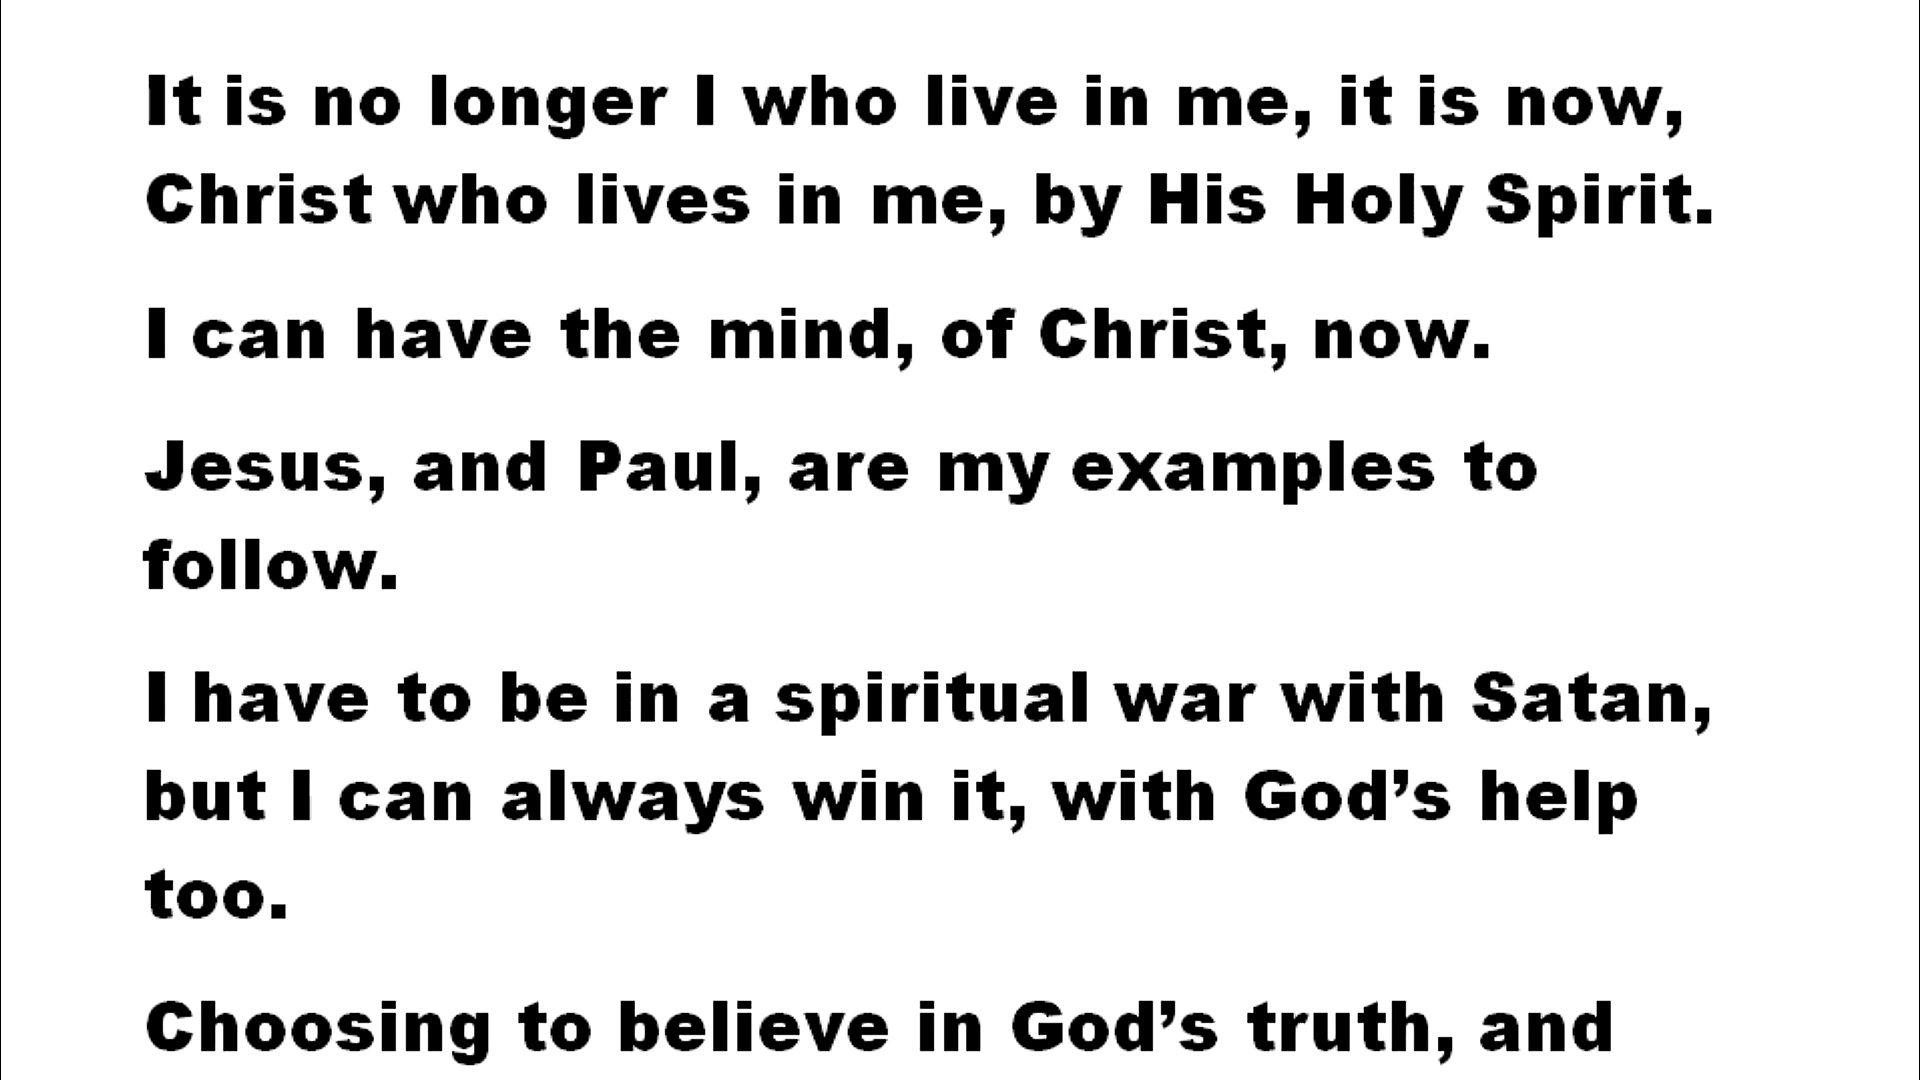 It is no longer I who live in me, it is now,
Christ who lives in me, by His Holy Spirit.
I can have the mind, of Christ, now.
Jesus, and Paul, are my examples to
follow.
I have to be in a spiritual war with Satan,
but I can always win it, with God’s help
too.
Choosing to believe in God’s truth, and